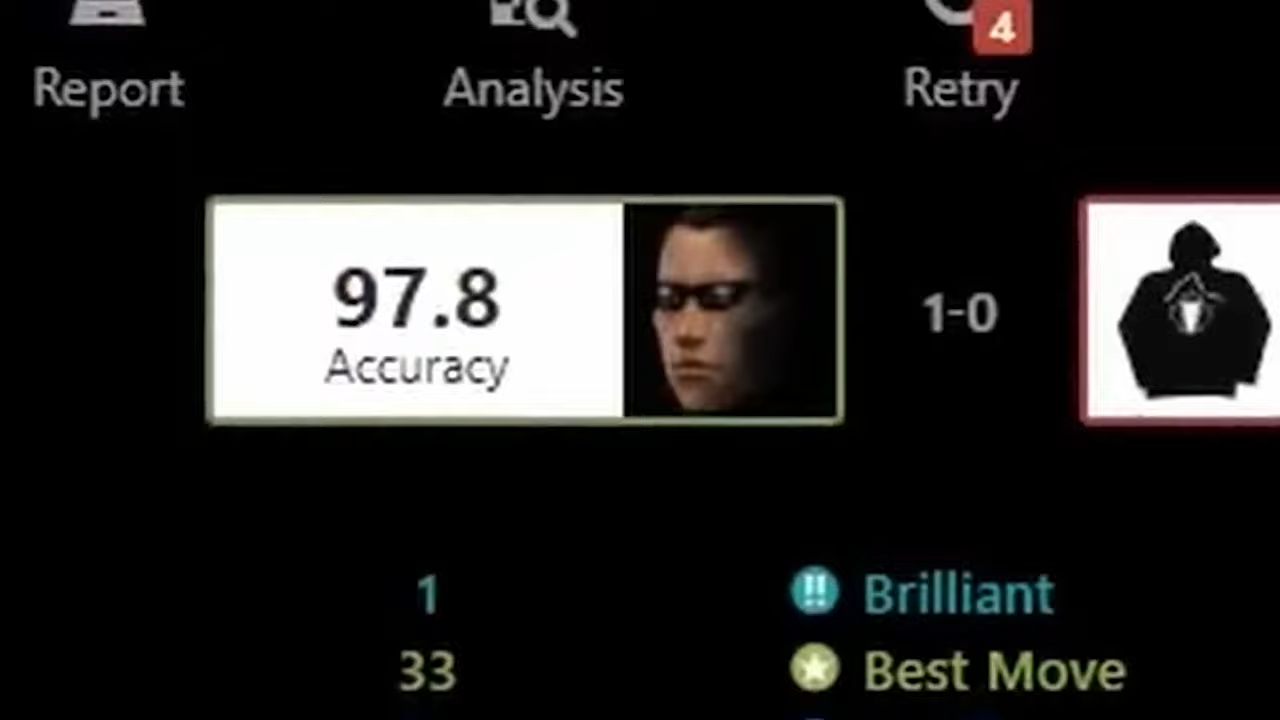 4
Report Analysis Retry
97.8
Accuracy
1-0
1 !! Brilliant
33 Best Move